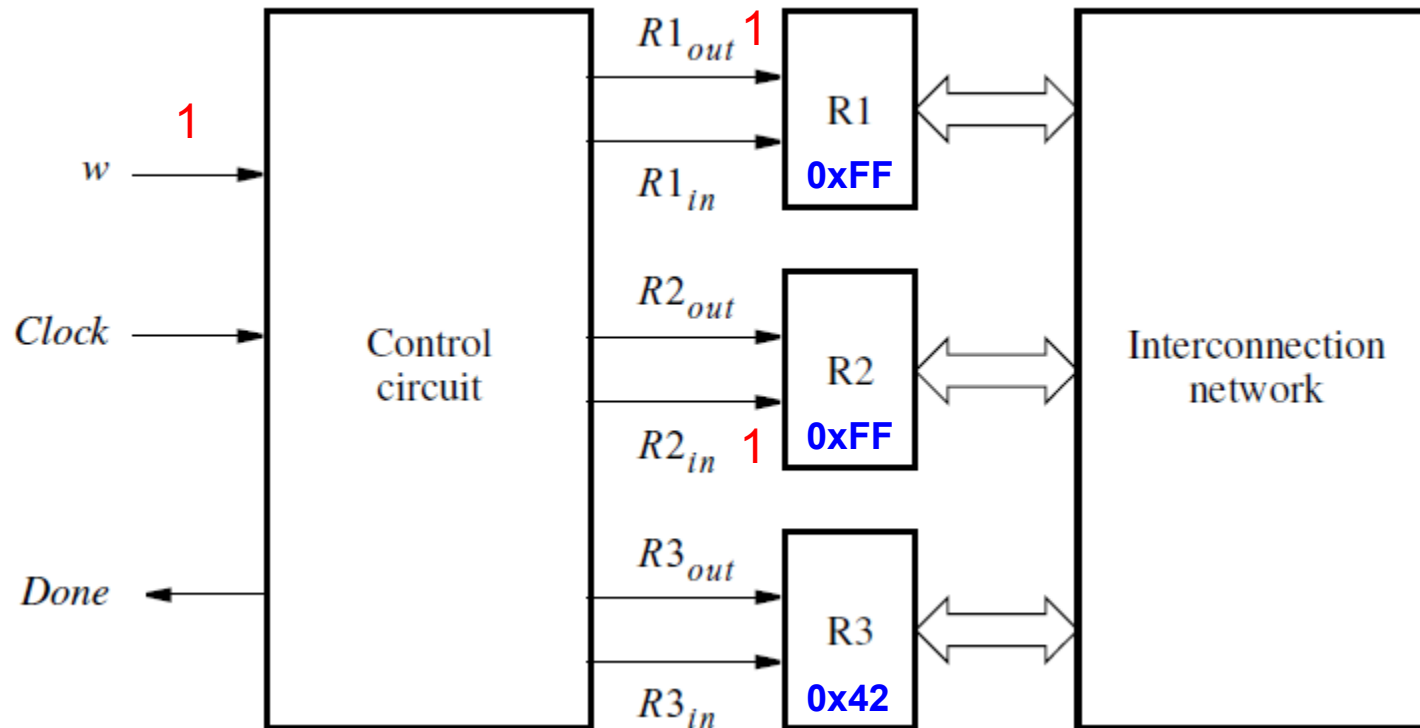 R1out 1
1
w
R1
0xFF
R1in
R2out
Clock
Control
circuit
R2
0xFF
Interconnection
network
R2in 1
R3out
Done
R3
0x42
R3in